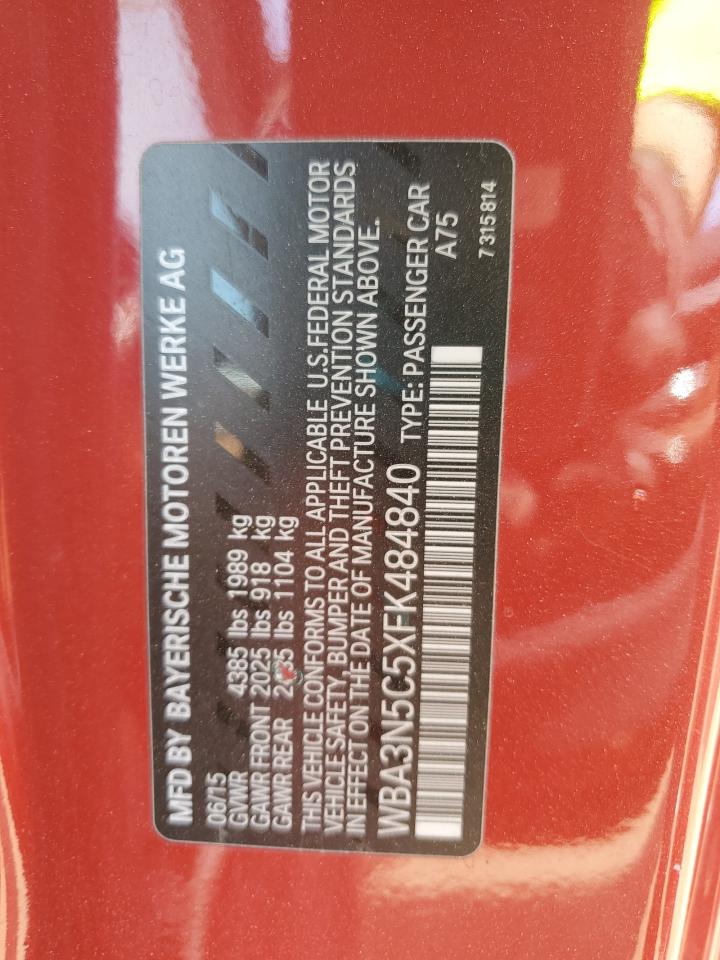 MFD BY BAYERISCHE MOTOREN WERKE AG
06/15
GVWR 4385 lbs 1989 kg
GAWR FRONT 2025 lbs 918 kg
GAWR REAR lbs 1104 kg
THIS VEHICLE CONFORMS TO ALL APPLICABLE U.S.FEDERAL MOTOR
VEHICLE SAFETY, BUMPER AND THEFT PREVENTION STANDARDS
IN EFFECT ON THE DATE OF MANUFACTURE SHOWN ABOVE.
WBA3N5C5XFK484840 TYPE: PASSENGER CAR
A75
7 315 814